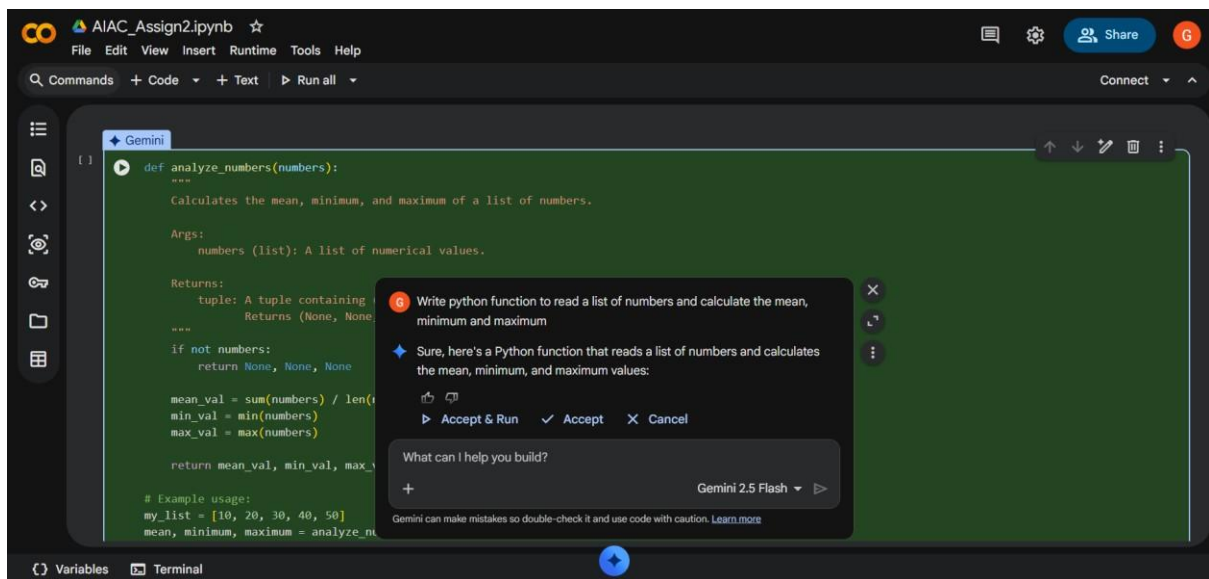 CO AIAC_Assign2.ipynb
File Edit View Insert Runtime Tools Help
Share
G
Commands + Code + Text Run all
Connect
Gemini
[ ]
def analyze_numbers(numbers):
"""
Calculates the mean, minimum, and maximum of a list of numbers.
Args:
numbers (list): A list of numerical values.
Returns:
tuple: A tuple containing
Returns (None, None,
"""
if not numbers:
return None, None, None
mean_val = sum(numbers) / len(
min_val = min(numbers)
max_val = max(numbers)
return mean_val, min_val, max_
# Example usage:
my_list = [10, 20, 30, 40, 50]
mean, minimum, maximum = analyze_nu
G Write python function to read a list of numbers and calculate the mean,
minimum and maximum
Sure, here's a Python function that reads a list of numbers and calculates
the mean, minimum, and maximum values:
Accept & Run Accept Cancel
What can I help you build?
+ Gemini 2.5 Flash
Gemini can make mistakes so double-check it and use code with caution. Learn more
{} Variables Terminal